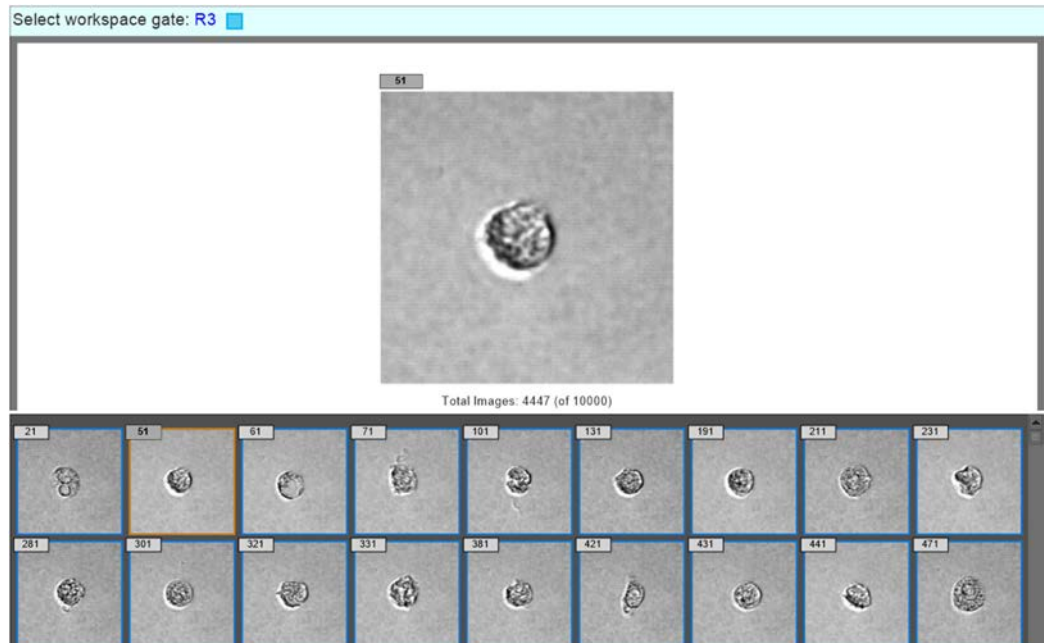 Select workspace gate: R3
51
Total Images: 4447 (of 10000)
21 51 61 71 101 131 191 211 231
281 301 321 331 381 421 431 441 471